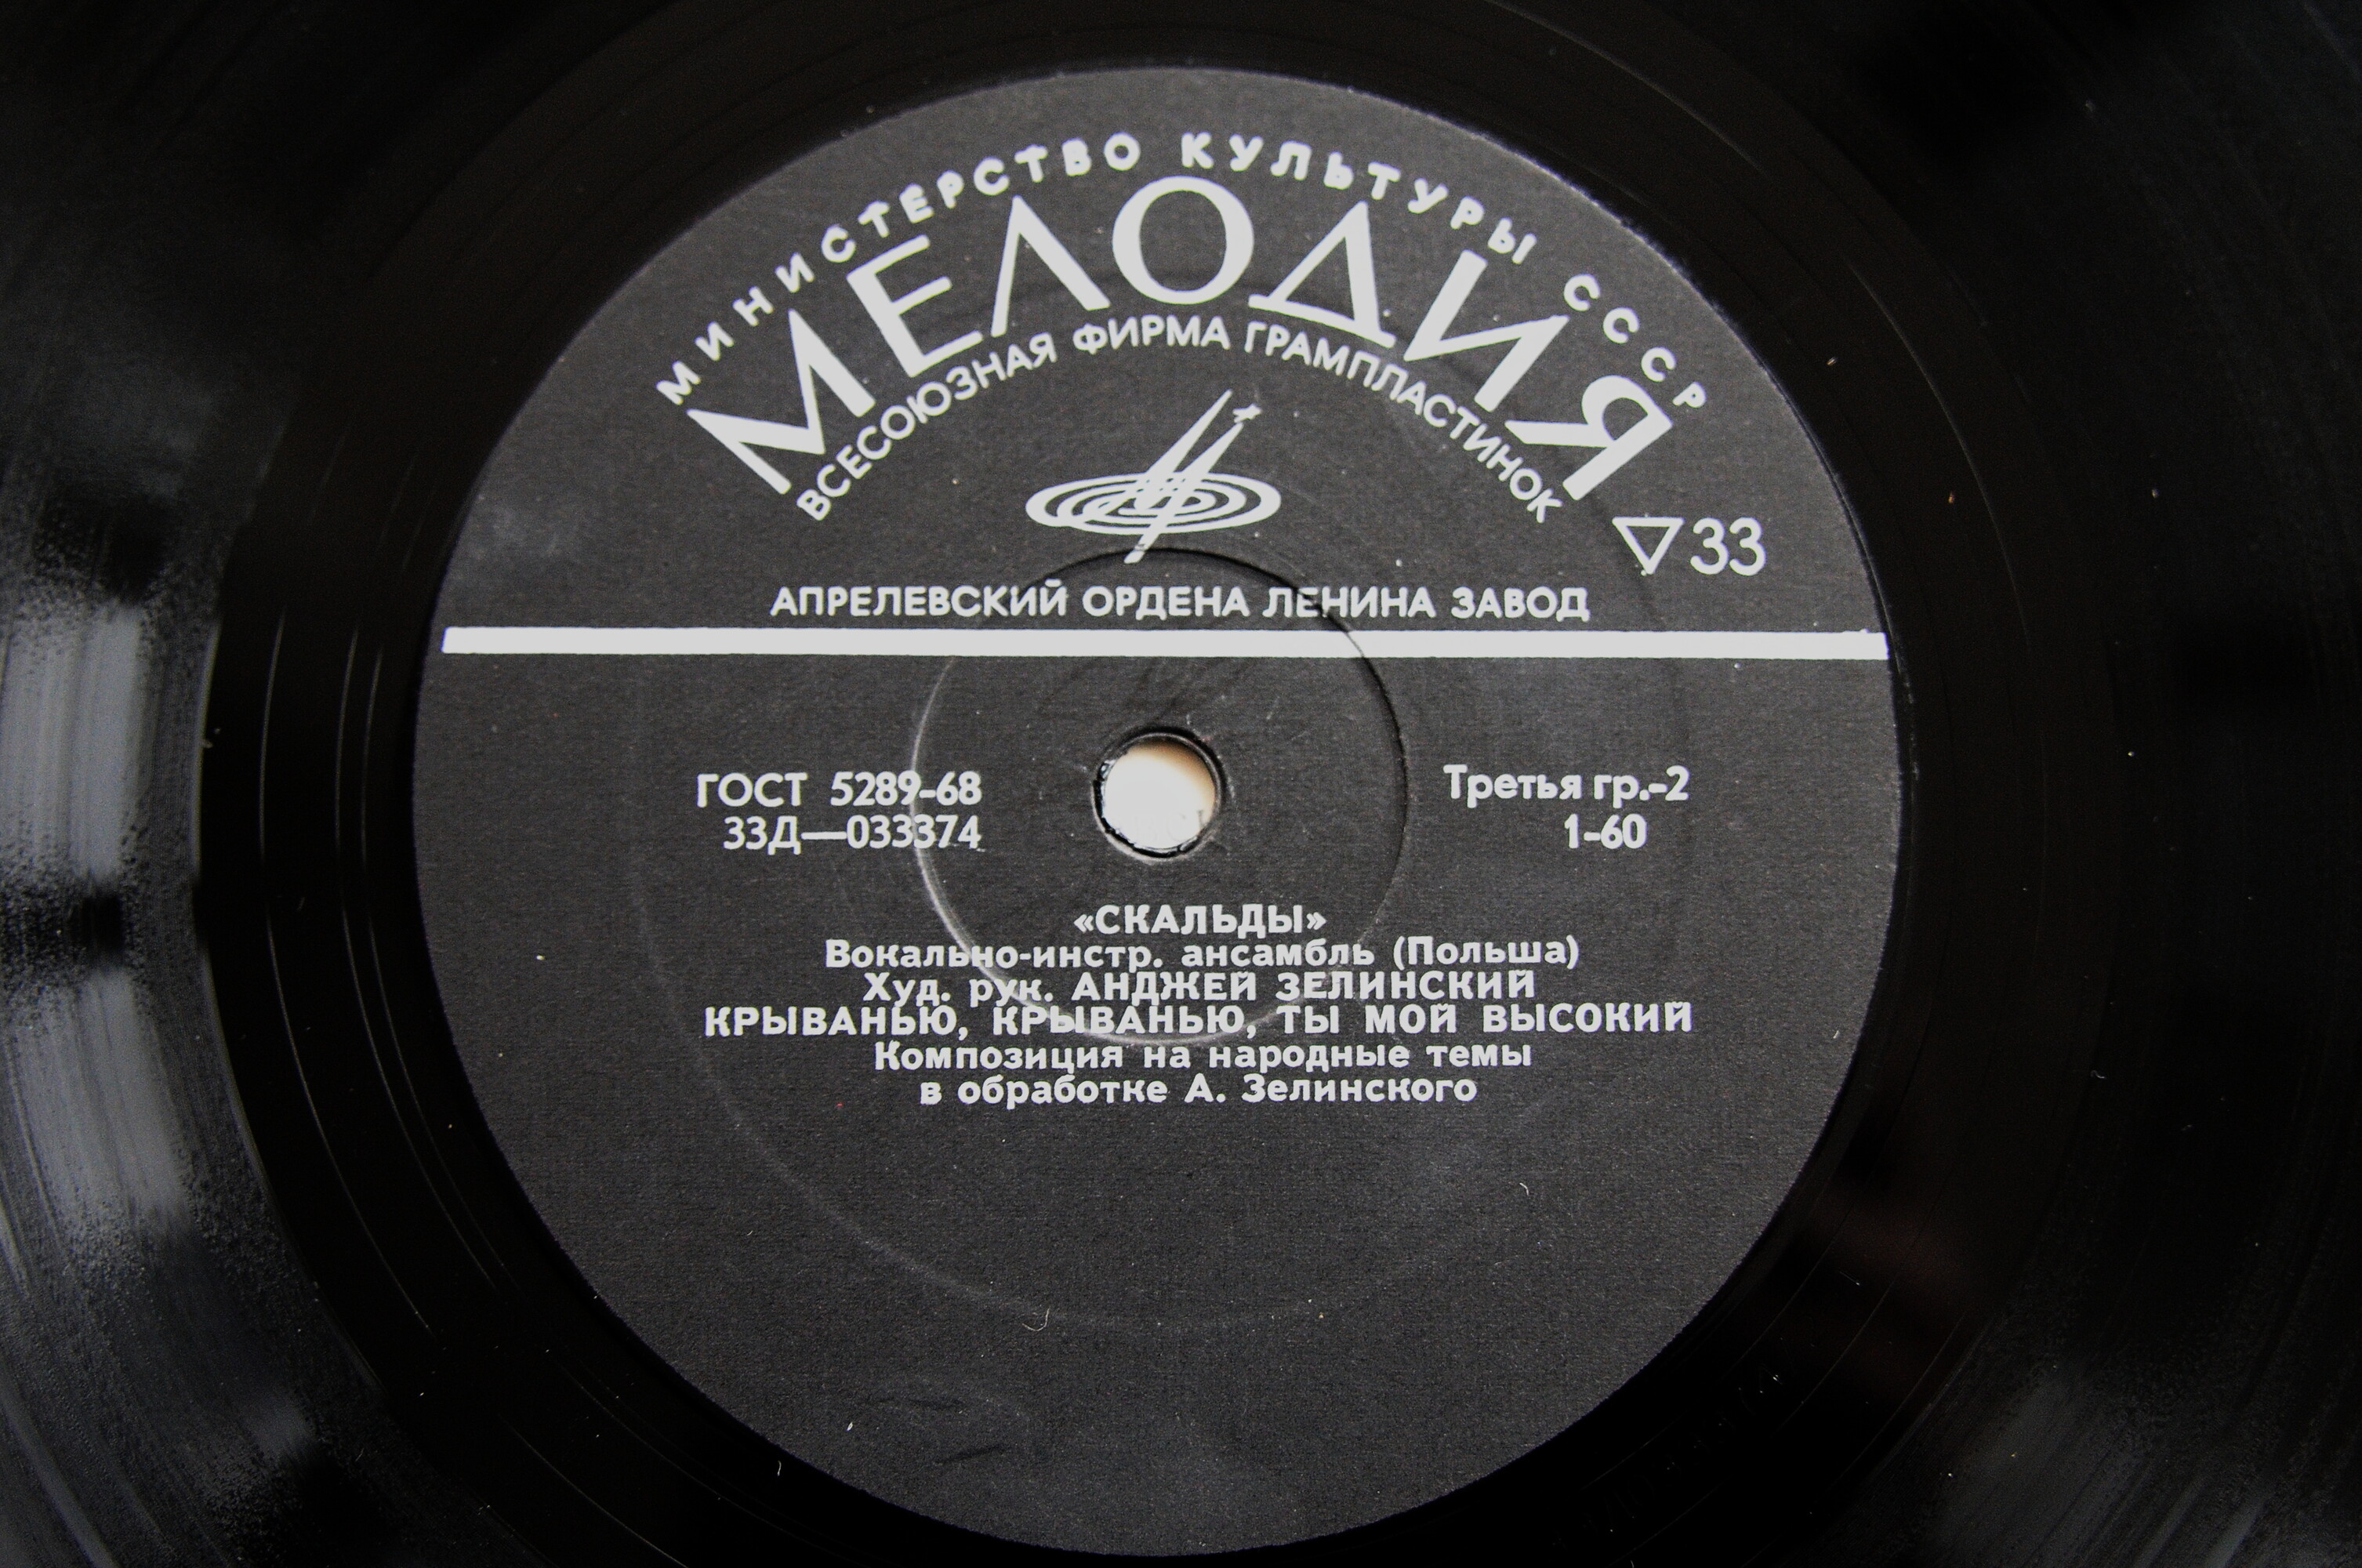 МИНИСТЕРСТВО КУЛЬТУРЫ СССР
МЕЛОДИЯ
ВСЕСОЮЗНАЯ ФИРМА ГРАМПЛАСТИНОК
33
АПРЕЛЕВСКИЙ ОРДЕНА ЛЕНИНА ЗАВОД
ГОСТ 5289-68
Третья гр.-2
33Д—033374
1-60
«СКАЛЬДЫ»
Вокально-инстр. ансамбль (Польша)
Худ. рук. АНДЖЕЙ ЗЕЛИНСКИЙ
КРЫВАНЬЮ, КРЫВАНЬЮ, ТЫ МОЙ ВЫСОКИЙ
Композиция на народные темы
в обработке А. Зелинского